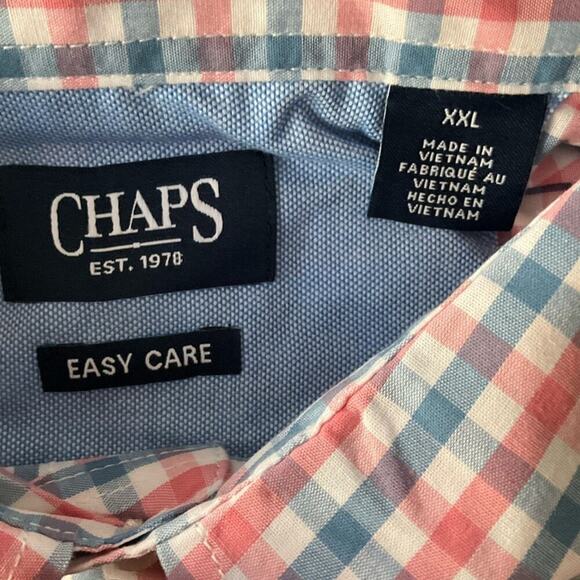 CHAPS
EST. 1978
EASY CARE
XXL
MADE IN
VIETNAM
FABRIQUÉ AU
VIETNAM
HECHO EN
VIETNAM